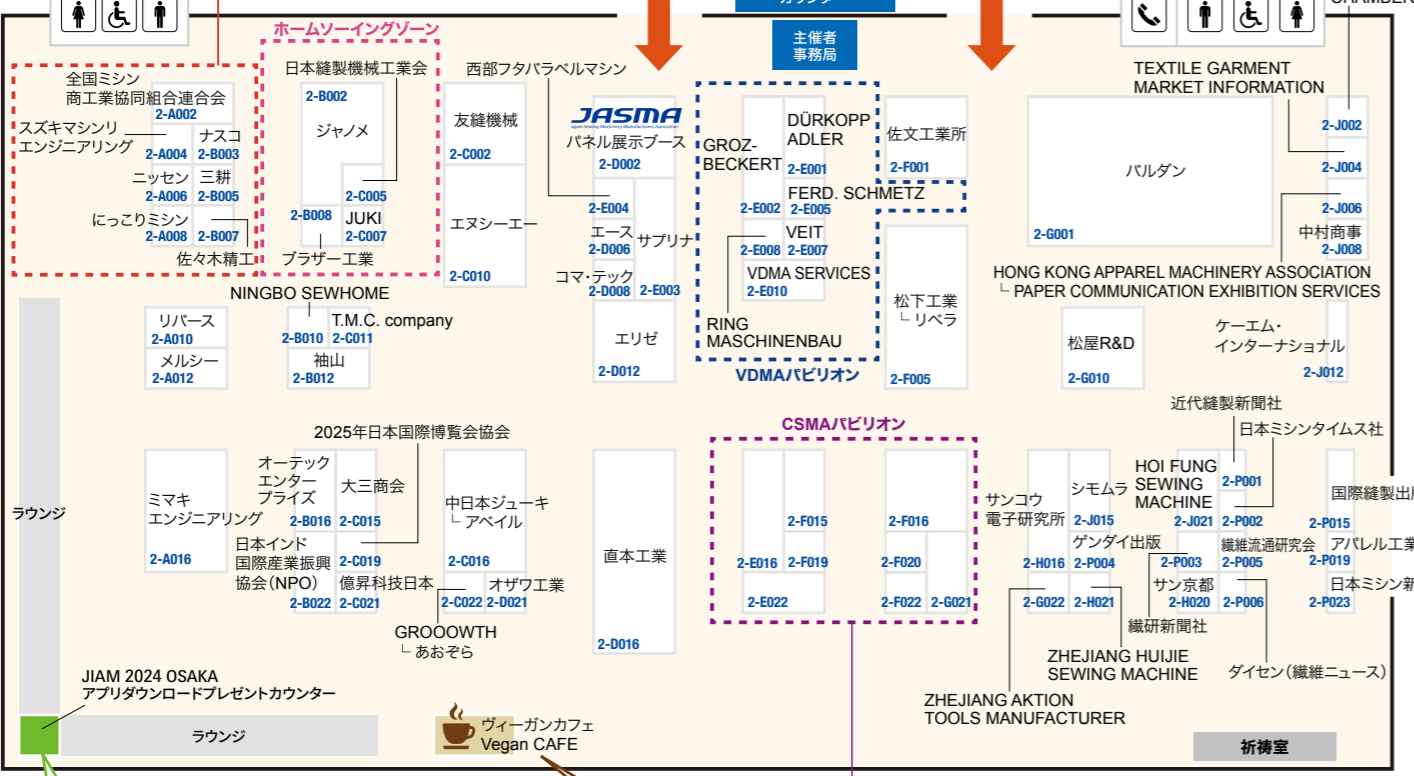 カウンター
主催者
事務局
CHAMBER
ホームソーイングゾーン
全国ミシン
商工業協同組合連合会
2-A002
スズキマシンリ
エンジニアリング
2-A004
ナスコ
2-B003
ニッセン
2-A006
三耕
2-B005
にっこりミシン
2-A008
2-B007
佐々木精工
日本縫製機械工業会
2-B002
ジャノメ
2-C005
2-B008
JUKI
2-C007
ブラザー工業
友縫機械
2-C002
エヌシーエー
2-C010
西部フタバラベルマシン
JASMA
Japan Sewing Machinery Manufacturers Association
パネル展示ブース
2-D002
2-E004
エース
2-D006
サプリナ
コマ・テック
2-D008
2-E003
エリゼ
2-D012
GROZ-
BECKERT
2-E002
DÜRKOPP
ADLER
2-E001
FERD. SCHMETZ
2-E005
VEIT
2-E008
2-E007
VDMA SERVICES
2-E010
RING
MASCHINENBAU
VDMAパビリオン
佐文工業所
2-F001
松下工業
└ リベラ
2-F005
バルダン
2-G001
TEXTILE GARMENT
MARKET INFORMATION
2-J002
2-J004
2-J006
中村商事
2-J008
HONG KONG APPAREL MACHINERY ASSOCIATION
└ PAPER COMMUNICATION EXHIBITION SERVICES
松屋R&D
2-G010
ケーエム・
インターナショナル
2-J012
リバース
2-A010
メルシー
2-A012
NINGBO SEWHOME
2-B010
T.M.C. company
2-C011
袖山
2-B012
ラウンジ
ミマキ
エンジニアリング
2-A016
2025年日本国際博覧会協会
オーテック
エンター
プライズ
2-B016
大三商会
2-C015
日本インド
国際産業振興
協会（NPO）
2-B022
2-C019
億昇科技日本
2-C021
中日本ジューキ
└ アベイル
2-C016
2-C022
オザワ工業
2-D021
GROOOWTH
└ あおぞら
直本工業
2-D016
CSMAパビリオン
2-F015
2-E016
2-F019
2-E022
2-F016
2-F020
2-F022
2-G021
サンコウ
電子研究所
2-H016
シモムラ
2-J015
ゲンダイ出版
2-P004
2-G022
2-H021
ZHEJIANG AKTION
TOOLS MANUFACTURER
ZHEJIANG HUIJIE
SEWING MACHINE
近代縫製新聞社
日本ミシンタイムス社
HOI FUNG
SEWING
MACHINE
2-J021
2-P001
2-P002
2-P003
繊維流通研究会
2-P005
サン京都
2-H020
2-P006
繊研新聞社
ダイセン（繊維ニュース）
国際縫製出版
2-P015
アパレル工業
2-P019
日本ミシン新
2-P023
JIAM 2024 OSAKA
アプリダウンロードプレゼントカウンター
ラウンジ
ヴィーガンカフェ
Vegan CAFE
祈祷室